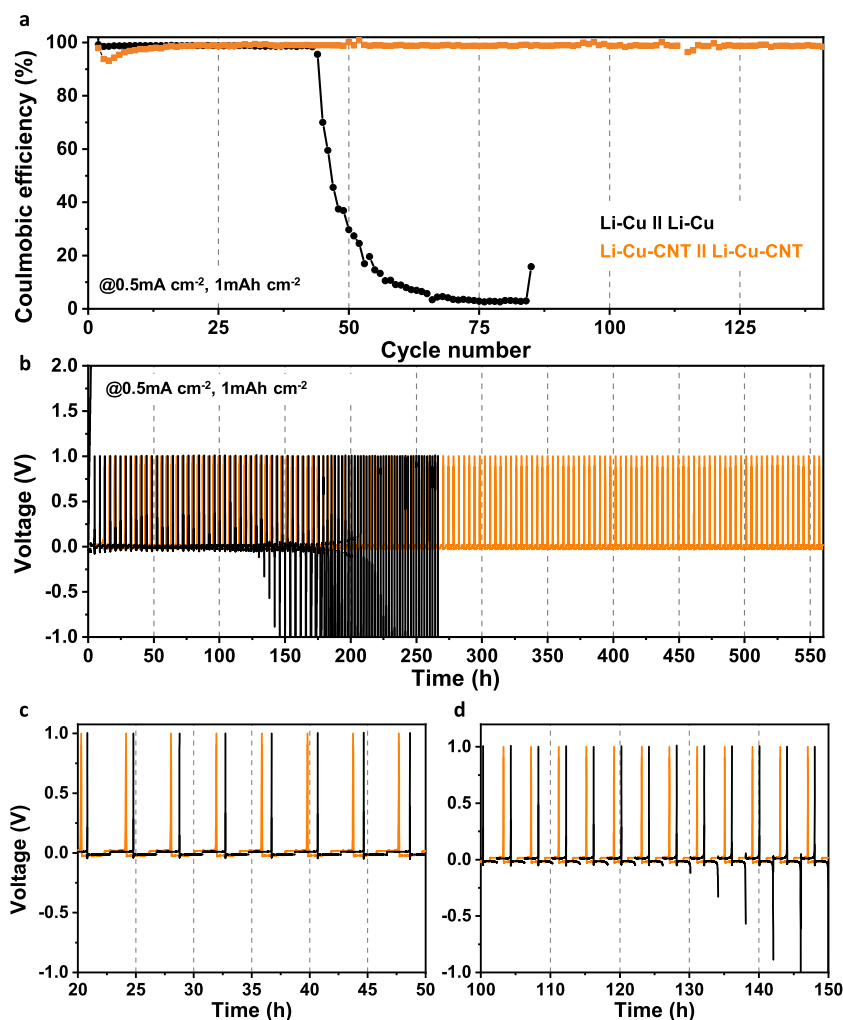 a
Coulmobic efficiency (%)
100
80
60
40
20
0
Li-Cu ll Li-Cu
Li-Cu-CNT ll Li-Cu-CNT
@0.5mA cm-2, 1mAh cm-2
0 25 50 75 100 125
Cycle number
b
Voltage (V)
2.0
1.5
1.0
0.5
0.0
-0.5
-1.0
@0.5mA cm-2, 1mAh cm-2
0 50 100 150 200 250 300 350 400 450 500 550
Time (h)
c
Voltage (V)
1.0
0.5
0.0
-0.5
-1.0
20 25 30 35 40 45 50
Time (h)
d
1.0
0.5
0.0
-0.5
-1.0
100 110 120 130 140 150
Time (h)